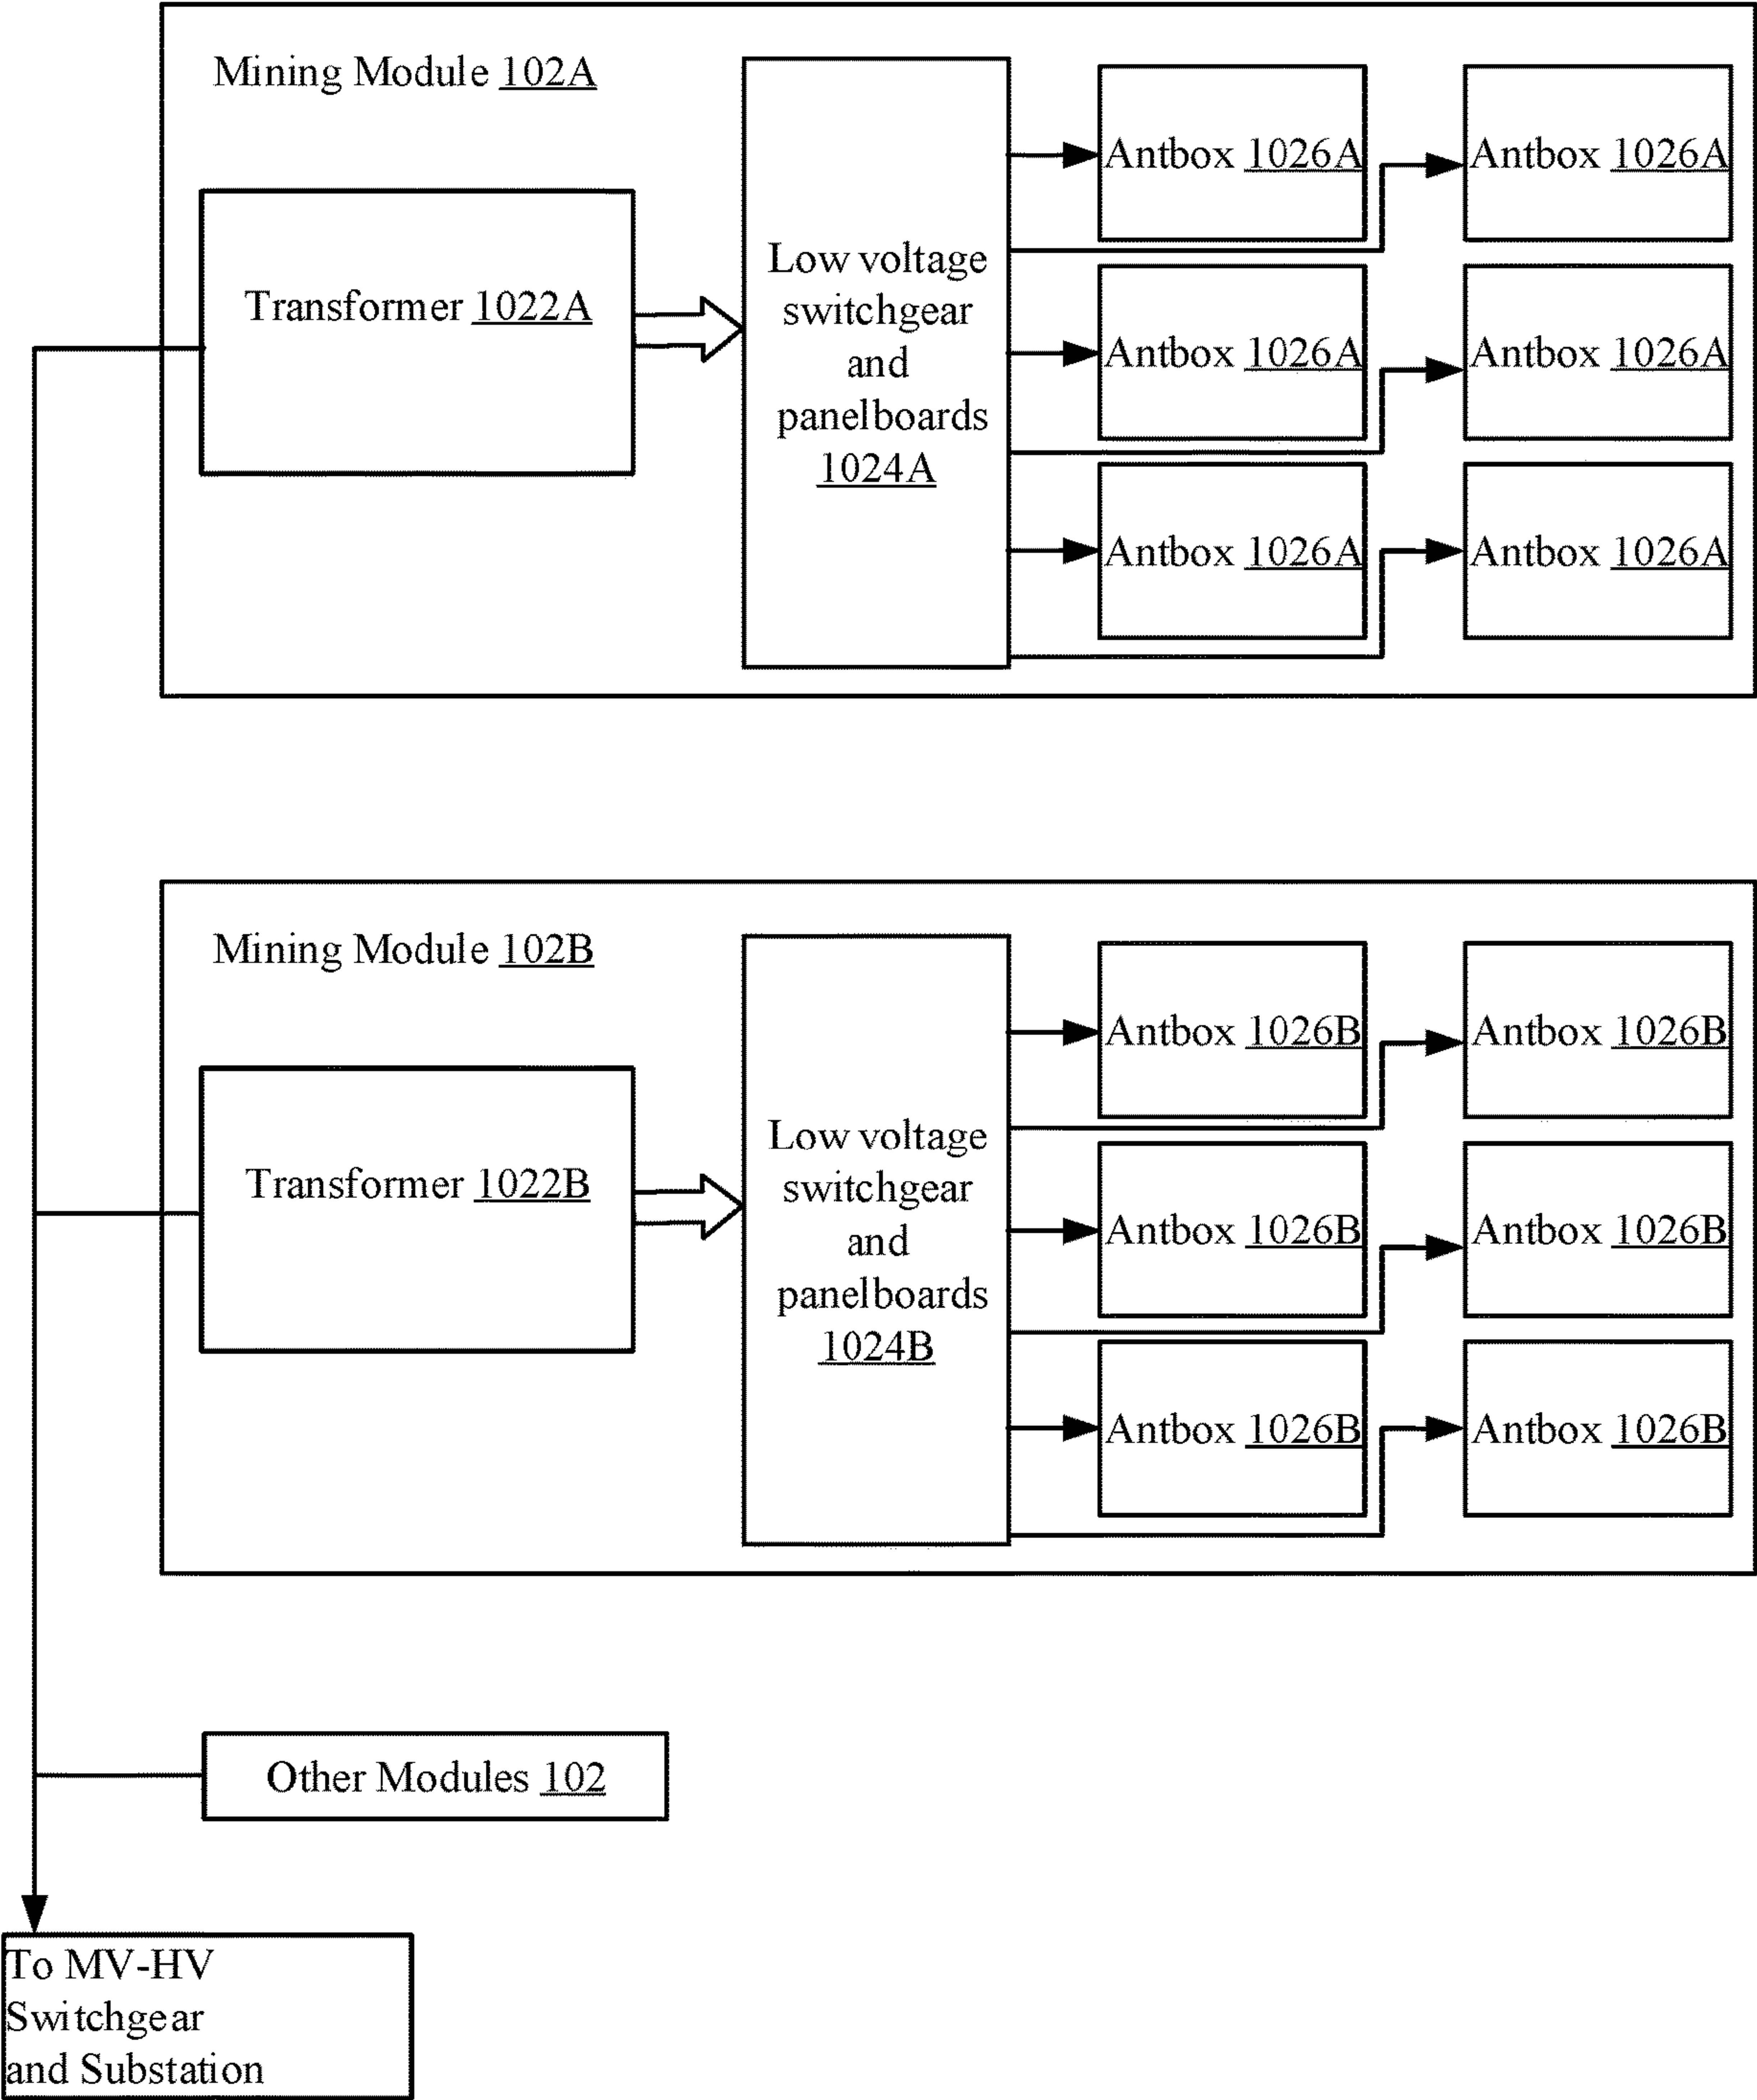 Mining Module 102A
Transformer 1022A
Low voltage
switchgear
and
panelboards
1024A
Antbox 1026A
Antbox 1026A
Antbox 1026A
Antbox 1026A
Antbox 1026A
Antbox 1026A
Mining Module 102B
Transformer 1022B
Low voltage
switchgear
and
panelboards
1024B
Antbox 1026B
Antbox 1026B
Antbox 1026B
Antbox 1026B
Antbox 1026B
Antbox 1026B
Other Modules 102
To MV-HV
Switchgear
and Substation